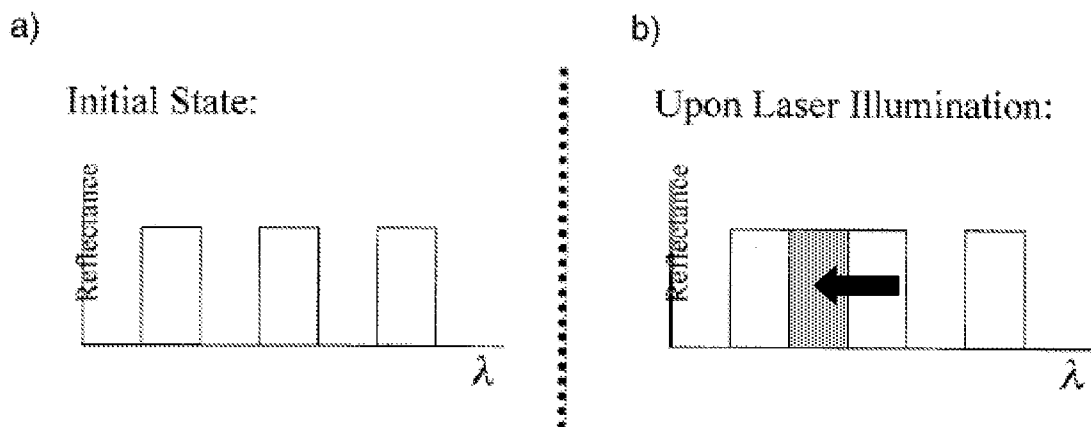 a)
Initial State:
Reflectance
λ
b)
Upon Laser Illumination:
Reflectance
λ